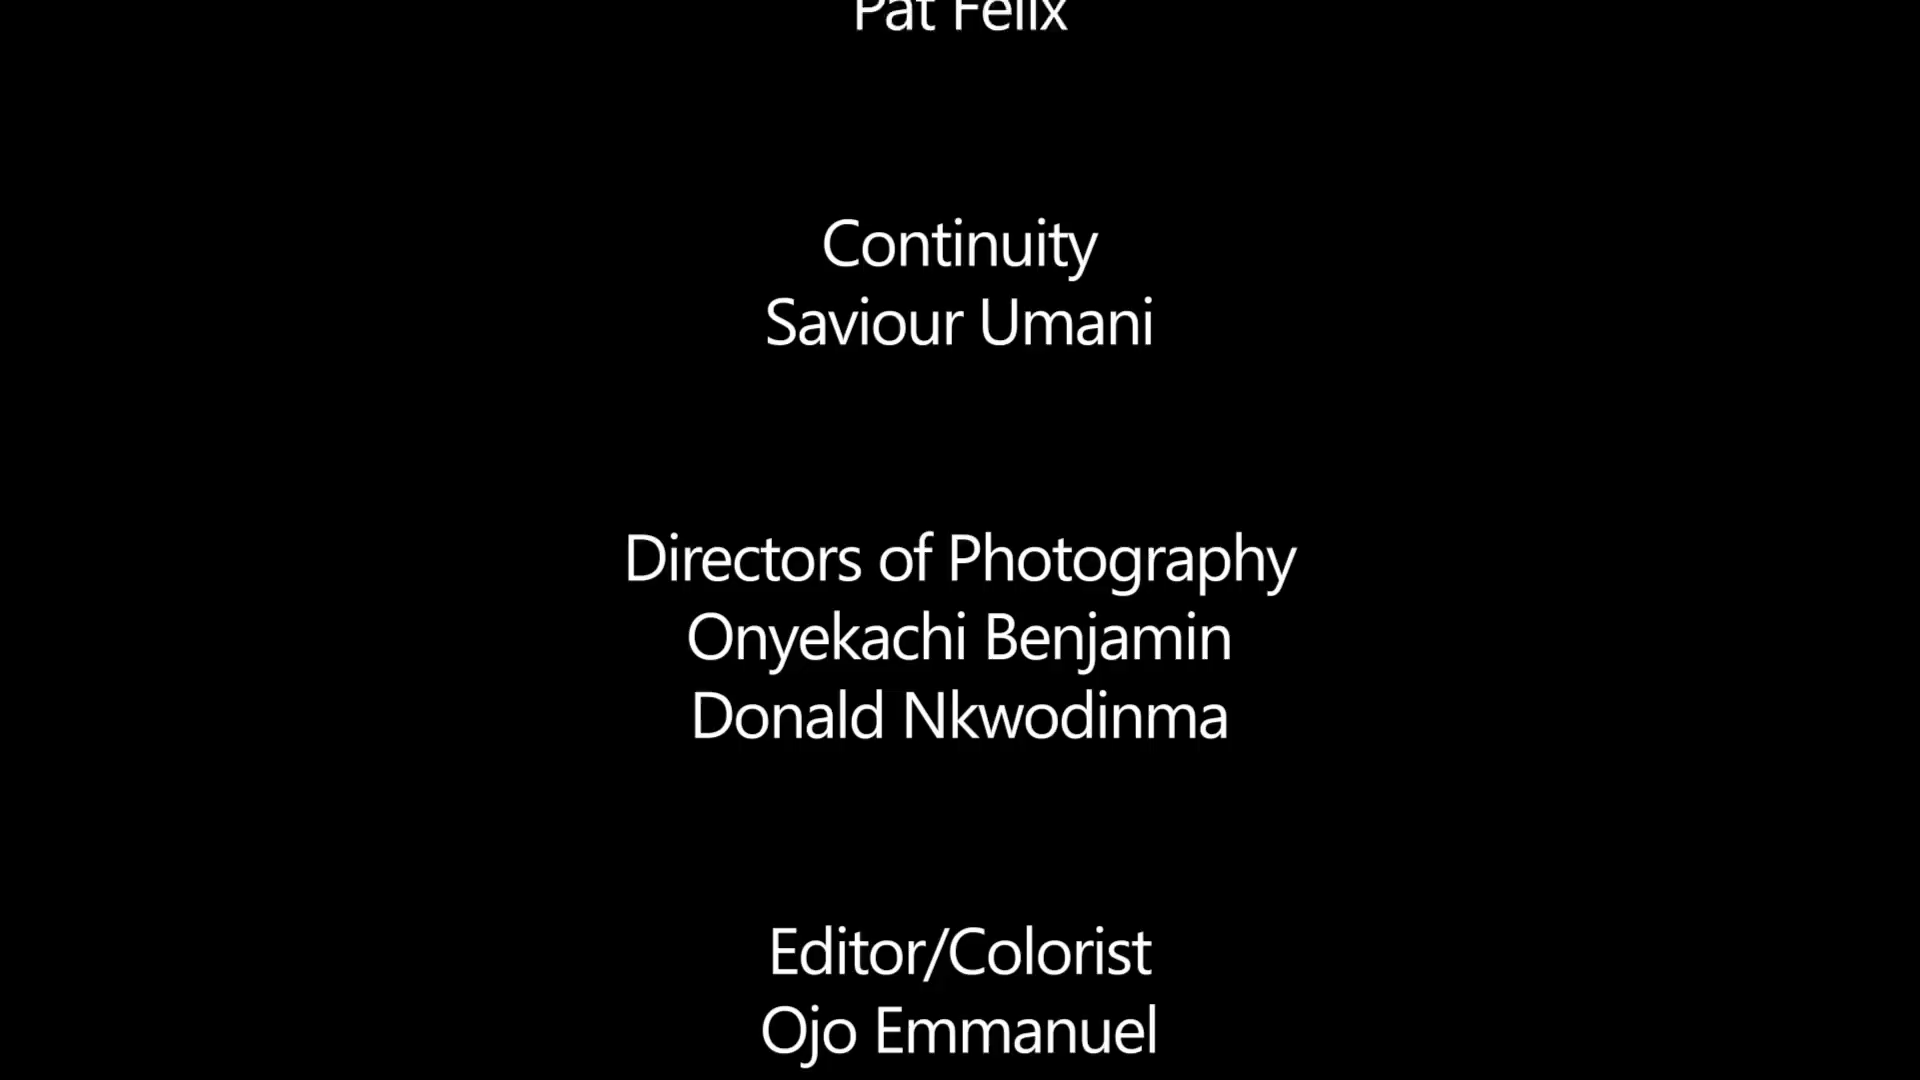 Pat Felix
Continuity
Saviour Umani
Directors of Photography
Onyekachi Benjamin
Donald Nkwodinma
Editor/Colorist
Ojo Emmanuel